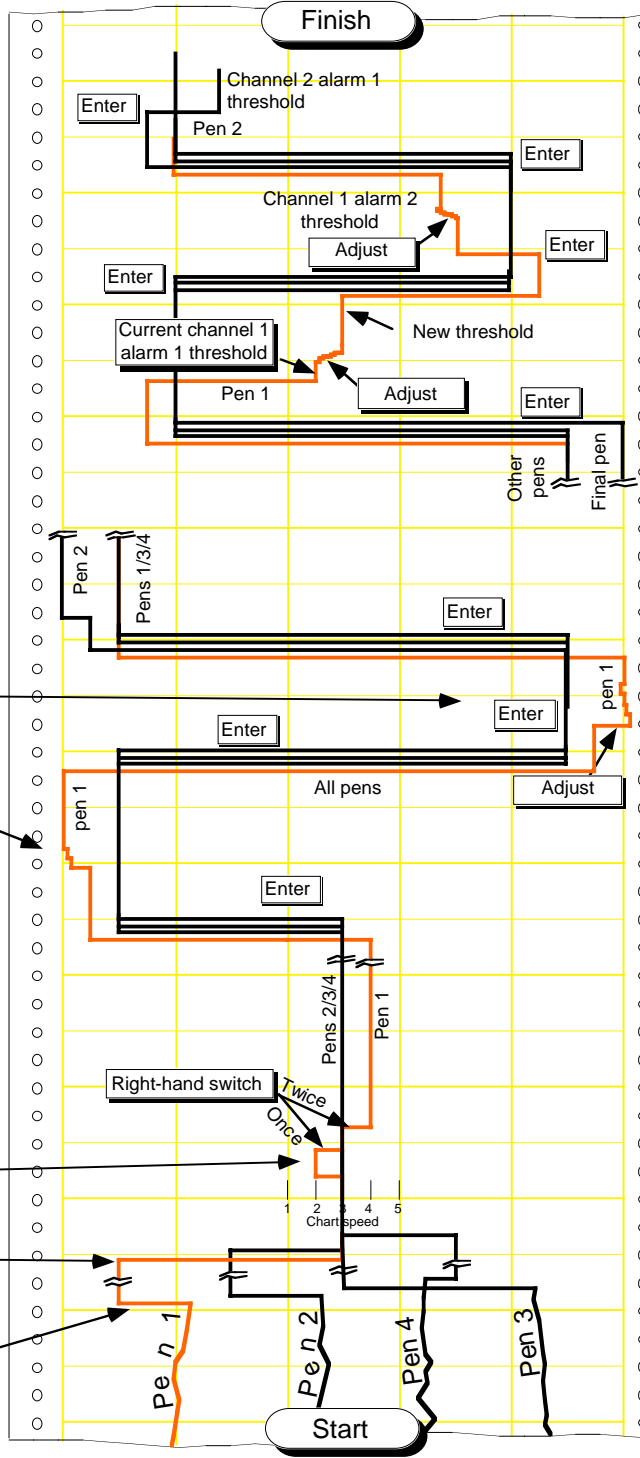 Finish
Channel 2 alarm 1
threshold
Enter
Pen 2
Enter
Channel 1 alarm 2
threshold
Adjust
Enter
Enter
Current channel 1
alarm 1 threshold
New threshold
Pen 1
Adjust
Enter
Other
pens
Final pen
Pen 2
Pens 1/3/4
Enter
pen 1
Enter
Enter
All pens
Adjust
pen 1
Enter
Pens 2/3/4
Pen 1
Right-hand switch
Twice
Once
1 2 3 4 5
Chart speed
Pen 1
Pen 2
Pen 4
Pen 3
Start